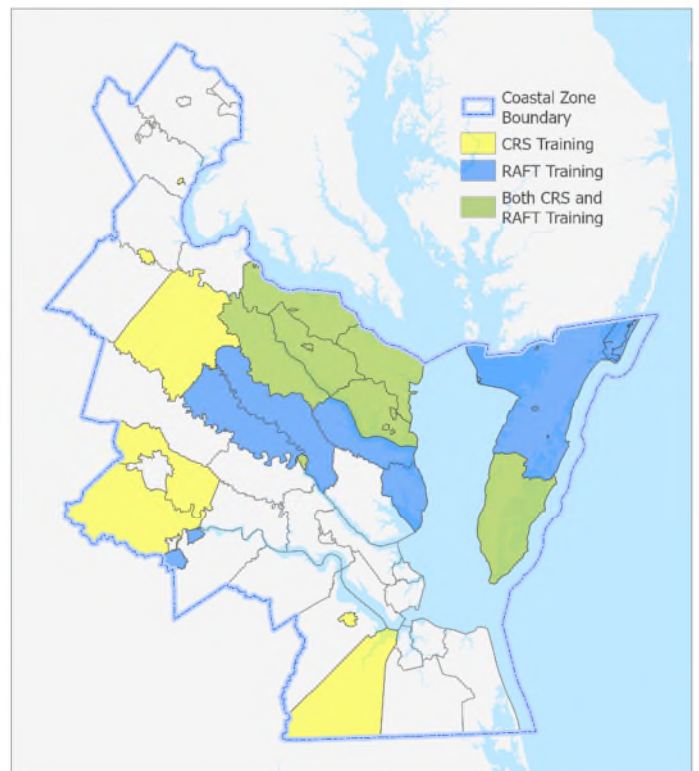 Coastal Zone
Boundary
CRS Training
RAFT Training
Both CRS and
RAFT Training